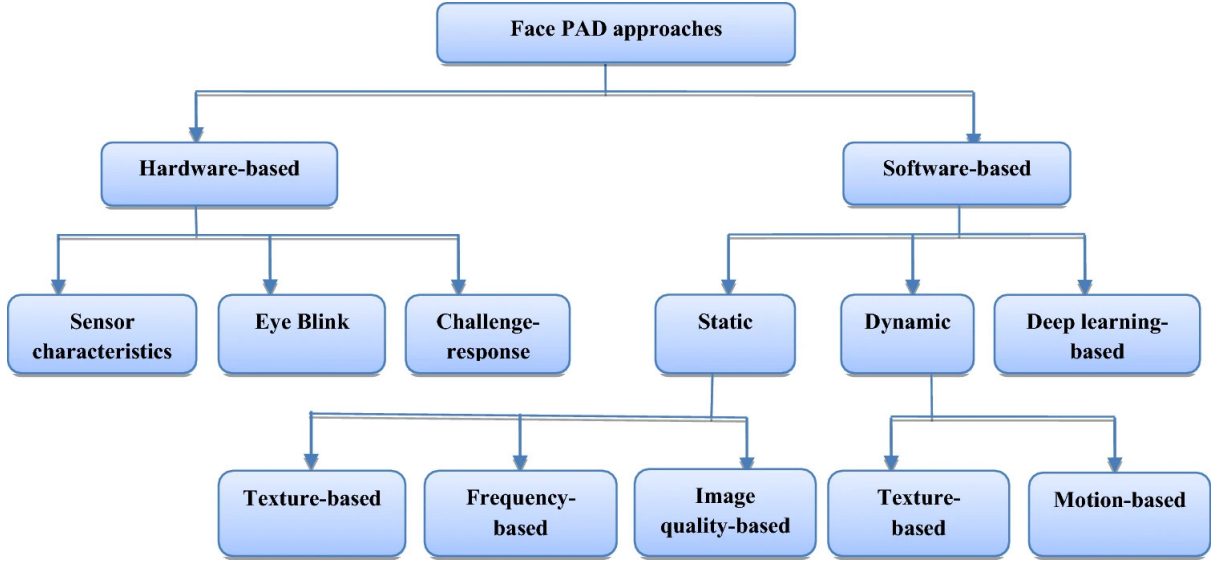 Face PAD approaches
Hardware-based
Software-based
Sensor
characteristics
Eye Blink
Challenge-
response
Static
Dynamic
Deep learning-
based
Texture-based
Frequency-
based
Image
quality-based
Texture-
based
Motion-based